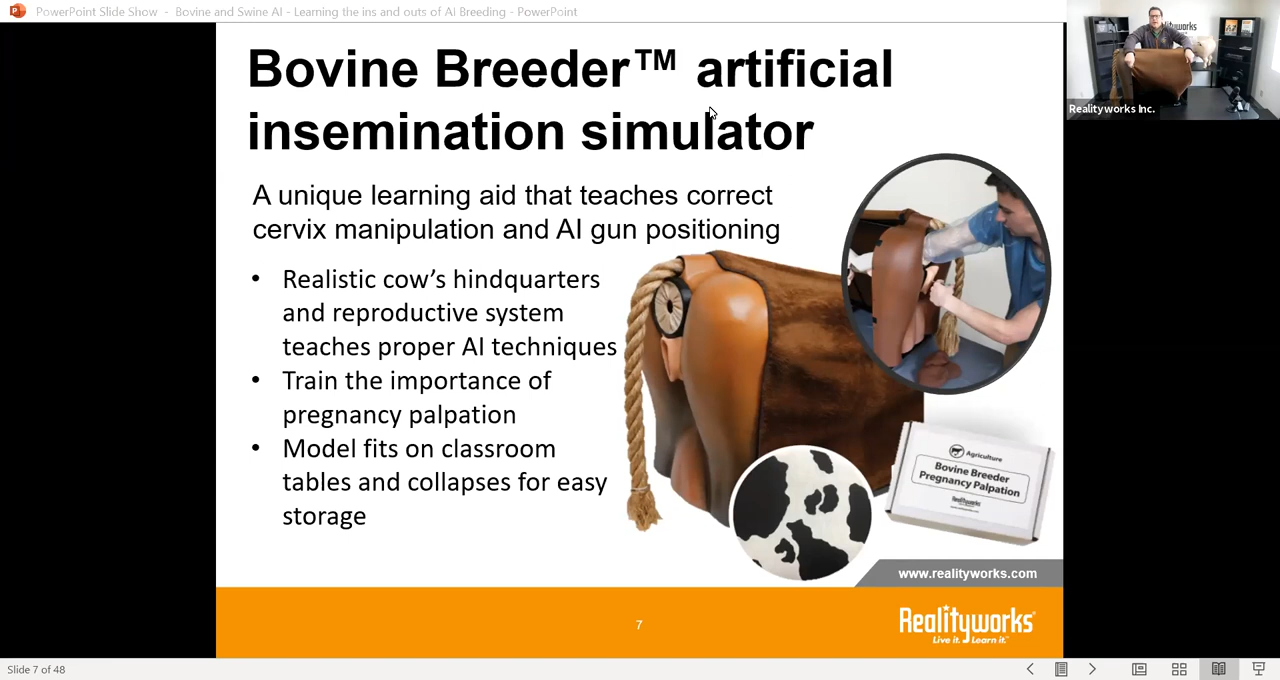 PowerPoint Slide Show - Bovine and Swine AI - Learning the ins and outs of AI Breeding - PowerPoint
Realityworks Inc.
Bovine Breeder™ artificial
insemination simulator
A unique learning aid that teaches correct
cervix manipulation and AI gun positioning
• Realistic cow’s hindquarters
and reproductive system
teaches proper AI techniques
• Train the importance of
pregnancy palpation
• Model fits on classroom
tables and collapses for easy
storage
Agriculture
Bovine Breeder
Pregnancy Palpation
Realityworks
www.realityworks.com
7
Realityworks®
Live it. Learn it.™
Slide 7 of 48